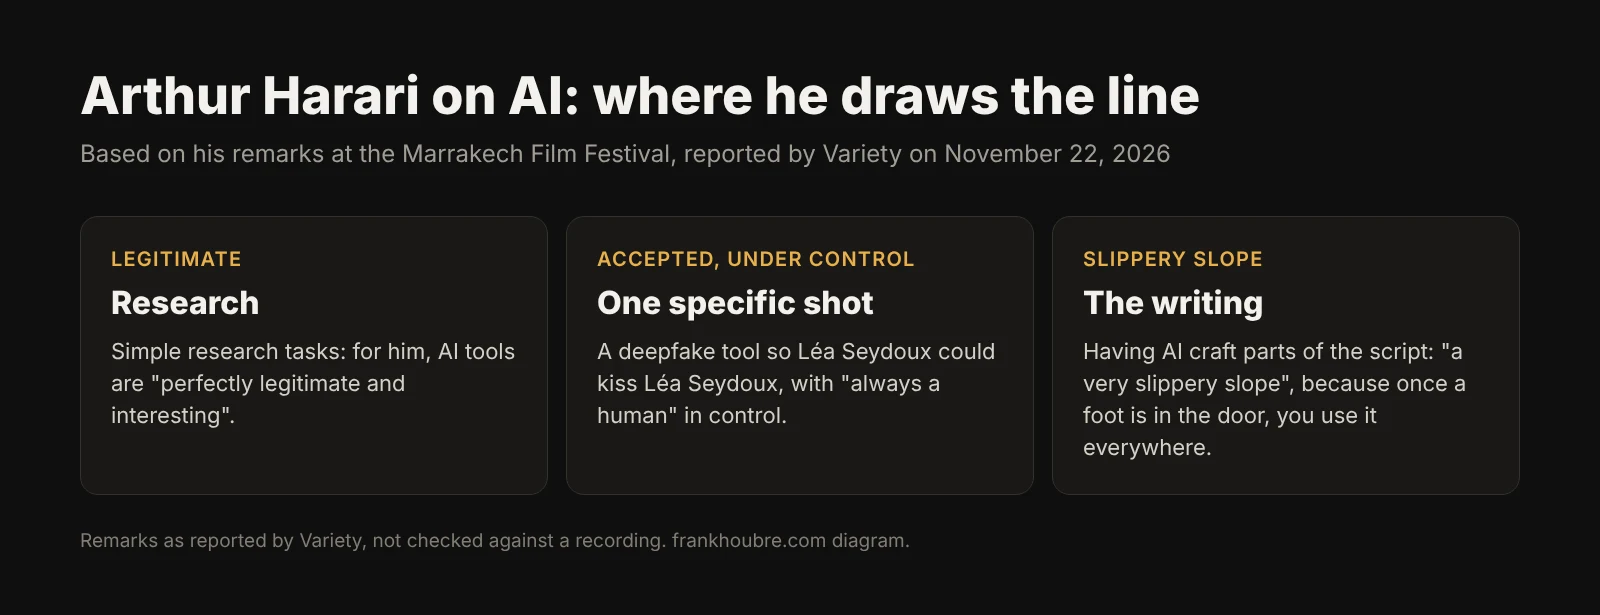 Arthur Harari on AI: where he draws the line
Based on his remarks at the Marrakech Film Festival, reported by Variety on November 22, 2026
LEGITIMATE
Research
Simple research tasks: for him, AI tools
are "perfectly legitimate and
interesting".
ACCEPTED, UNDER CONTROL
One specific shot
A deepfake tool so Léa Seydoux could
kiss Léa Seydoux, with "always a
human" in control.
SLIPPERY SLOPE
The writing
Having AI craft parts of the script: "a
very slippery slope", because once a
foot is in the door, you use it
everywhere.
Remarks as reported by Variety, not checked against a recording. frankhoubre.com diagram.